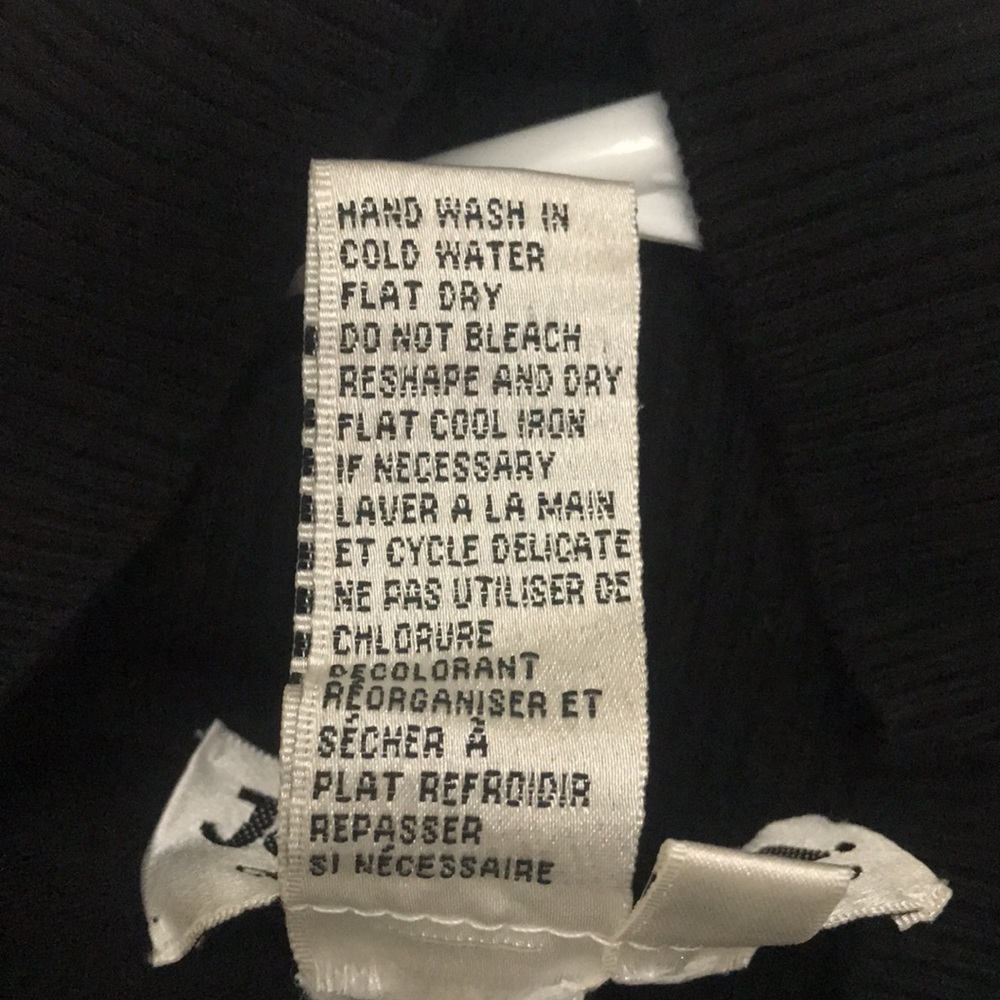 HAND WASH IN
COLD WATER
FLAT DRY
DO NOT BLEACH
RESHAPE AND DRY
FLAT COOL IRON
IF NECESSARY
LAVER A LA MAIN
ET CYCLE DELICATE
NE PAS UTILISER DE
CHLORURE
DECOLORANT
RÉORGANISER ET
SÉCHER À
PLAT REFROIDIR
REPASSER
SI NÉCESSAIRE